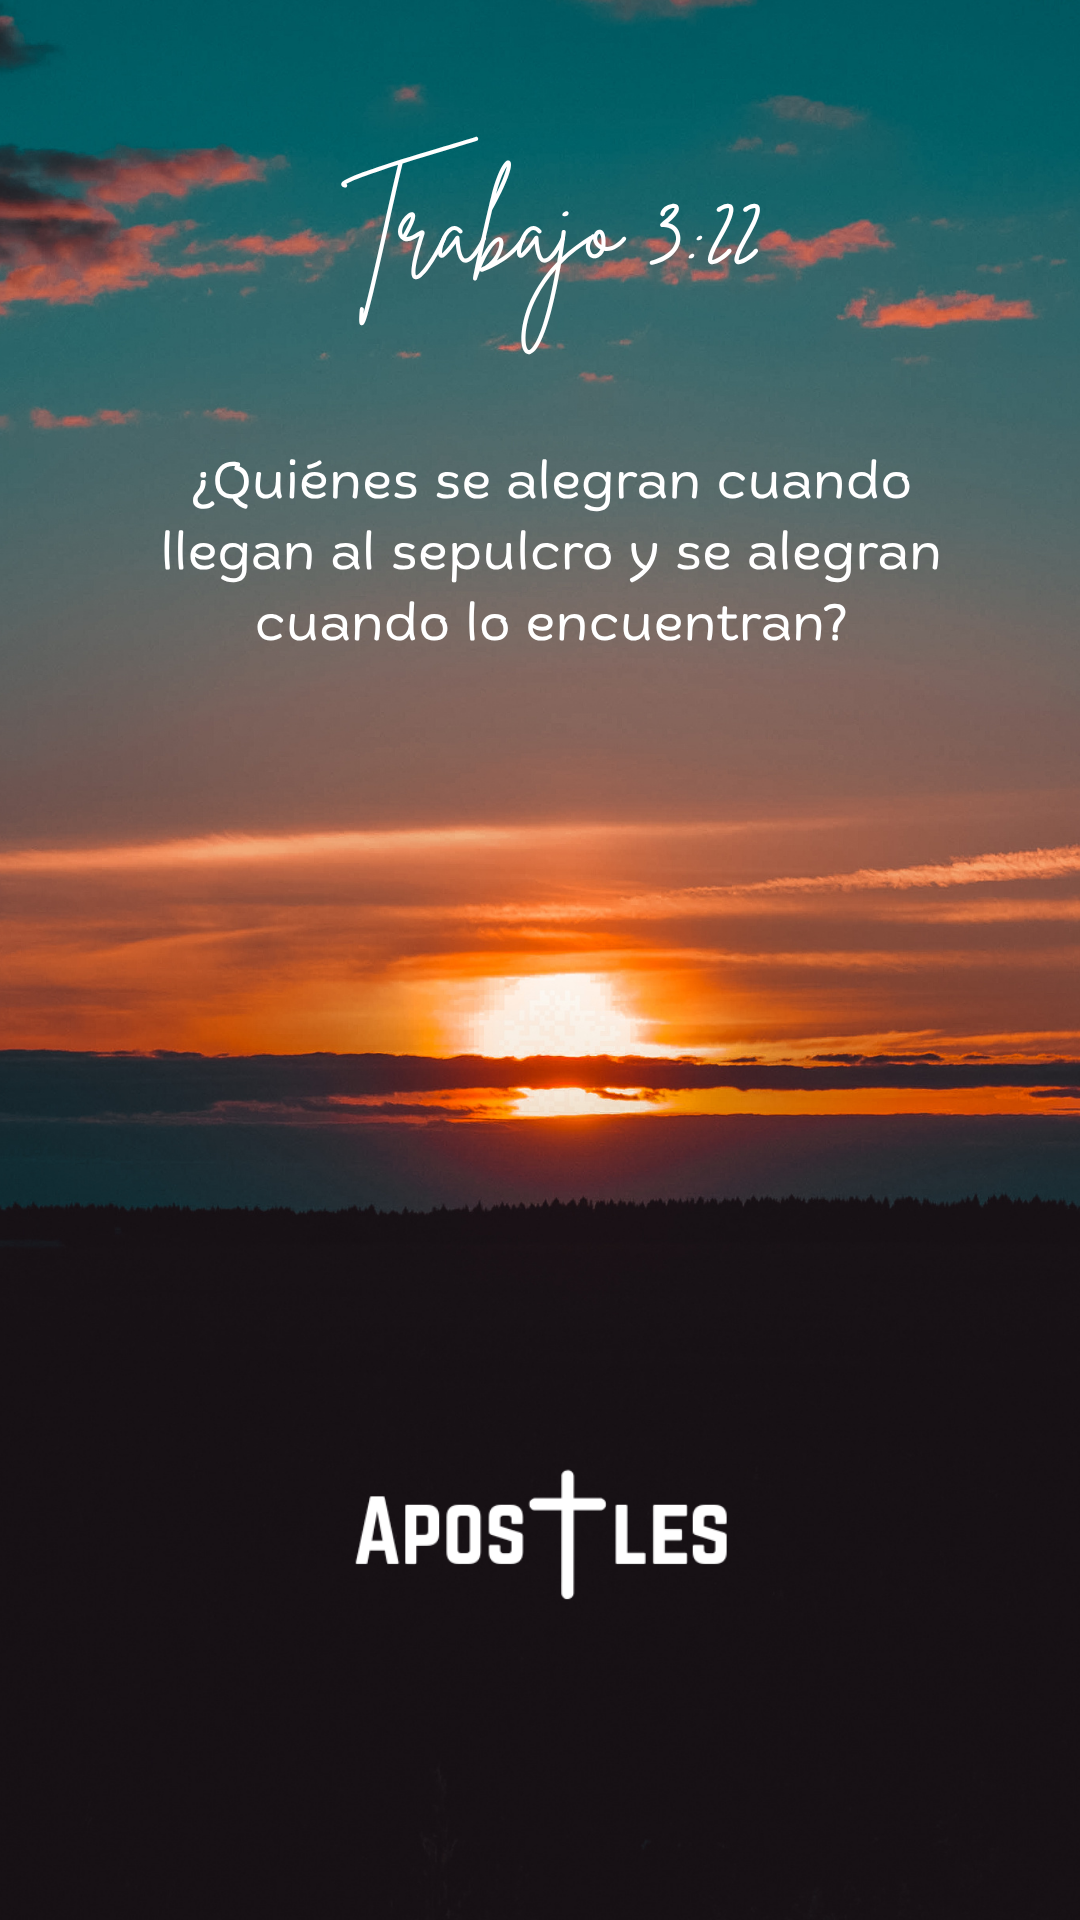 Trabajo 3:22
¿Quiénes se alegran cuando
llegan al sepulcro y se alegran
cuando lo encuentran?
APOSTLES